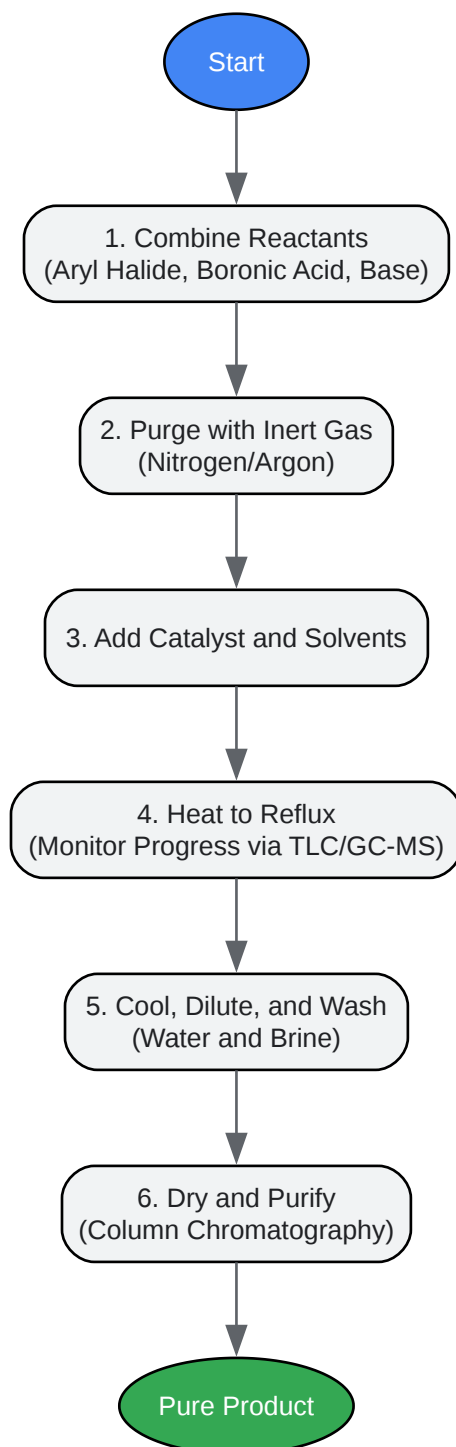 Start
1. Combine Reactants
(Aryl Halide, Boronic Acid, Base)
2. Purge with Inert Gas
(Nitrogen/Argon)
3. Add Catalyst and Solvents
4. Heat to Reflux
(Monitor Progress via TLC/GC-MS)
5. Cool, Dilute, and Wash
(Water and Brine)
6. Dry and Purify
(Column Chromatography)
Pure Product